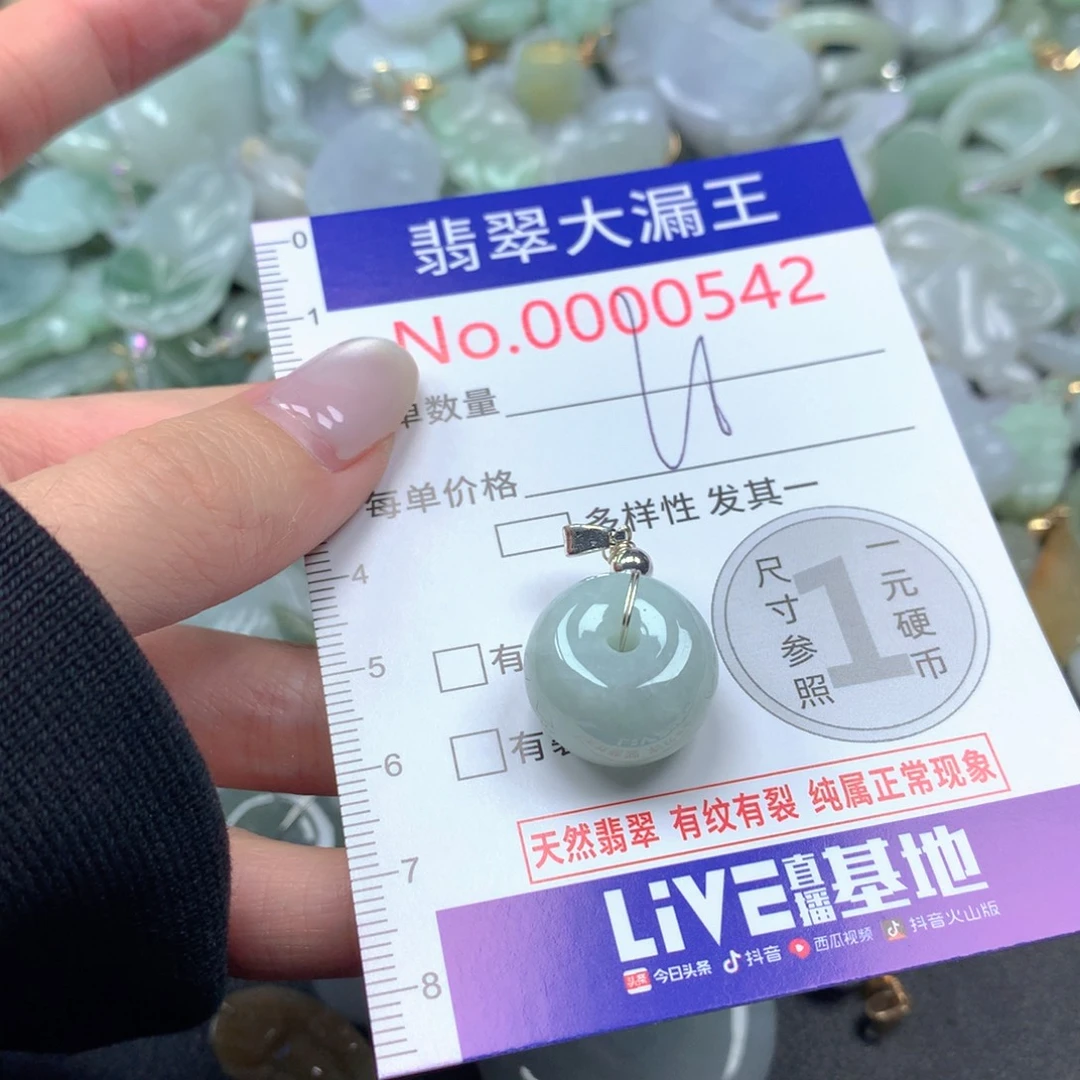 翡翠大漏王
No.0000542
0
1
单数量
每单价格
多样性 发其一
4
尺寸参照
1
一元硬币
5
有
6
有
天然翡翠 有纹有裂 纯属正常现象
7
LiVE直播基地
头条 今日头条 抖音 西瓜视频 抖音火山版
8